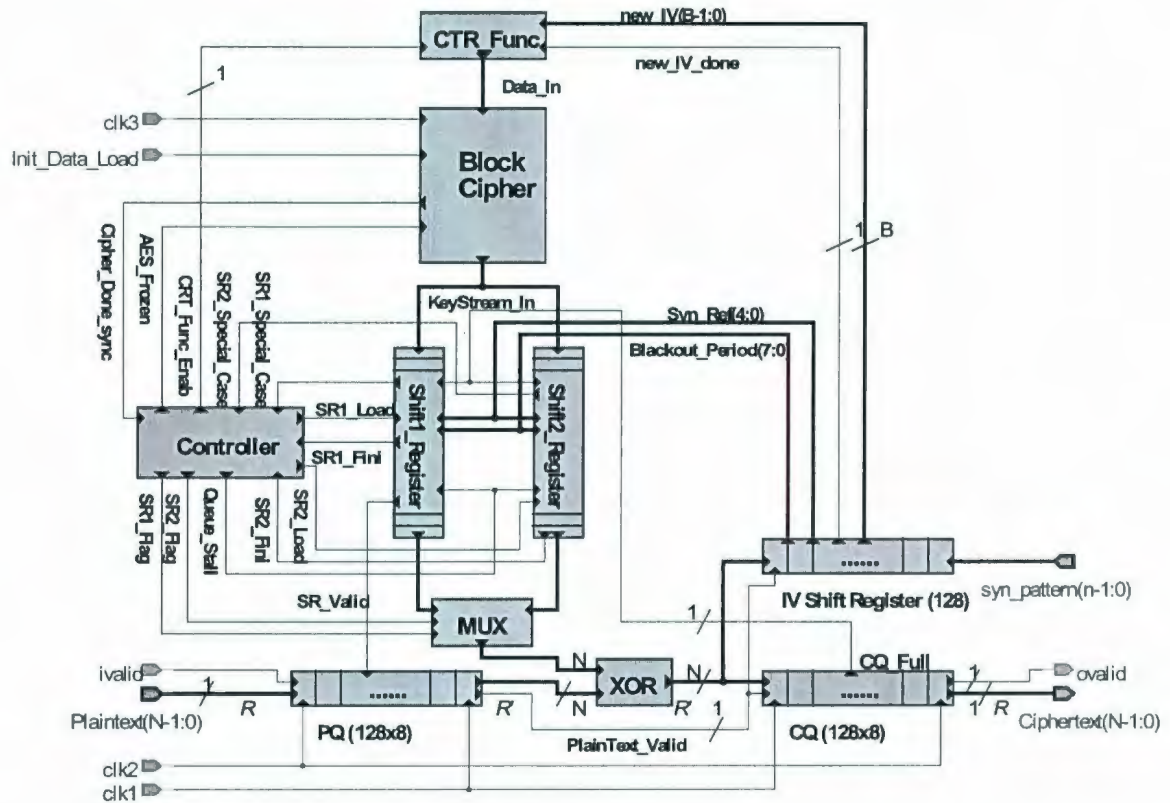 new_IV(B-1:0)
CTR_Func
new_IV_done
1
Data_In
clk3
Init_Data_Load
Block
Cipher
1
B
Cipher_Done_sync
AES_Frozen
CRT_Func_Enab
SR2_Special_Case
SR1_Special_Case
KeyStream_In
Syn_Ref(4:0)
Blackout_Period(7:0)
Shift1_Register
Shift2_Register
SR1_Load
Controller
SR1_Fini
SR1_Flag
SR2_Flag
Queue_Stall
SR2_Fini
SR2_Load
SR_Valid
......
IV Shift Register (128)
syn_pattern(n-1:0)
MUX
1
N
CQ_Full
ivalid
1
......
XOR
N
......
1
ovalid
Plaintext(N-1:0)
R
R'
N
R'
1
1
R
Ciphertext(N-1:0)
PQ (128x8)
PlainText_Valid
CQ (128x8)
clk2
clk1